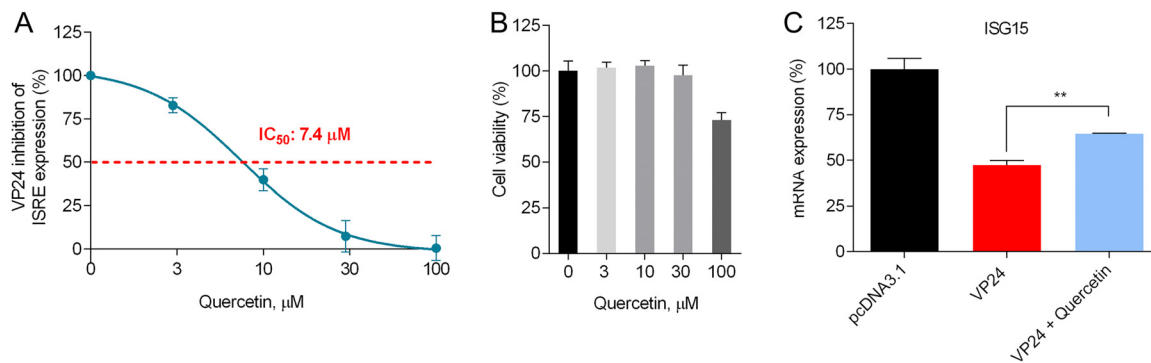 A
VP24 inhibition of
ISRE expression (%)
125
100
75
50
25
0
IC50: 7.4 μM
0 3 10 30 100
Quercetin, μM
B
Cell viability (%)
125
100
75
50
25
0
0 3 10 30 100
Quercetin, μM
C
ISG15
mRNA expression (%)
125
100
75
50
25
0
**
pcDNA3.1
VP24
VP24 + Quercetin